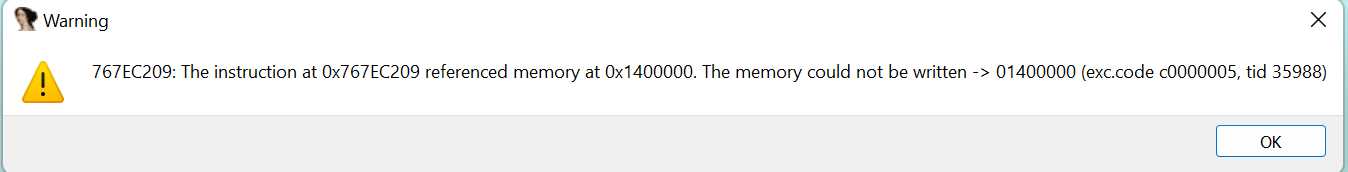 Warning
767EC209: The instruction at 0x767EC209 referenced memory at 0x1400000. The memory could not be written -> 01400000 (exc.code c0000005, tid 35988)
OK